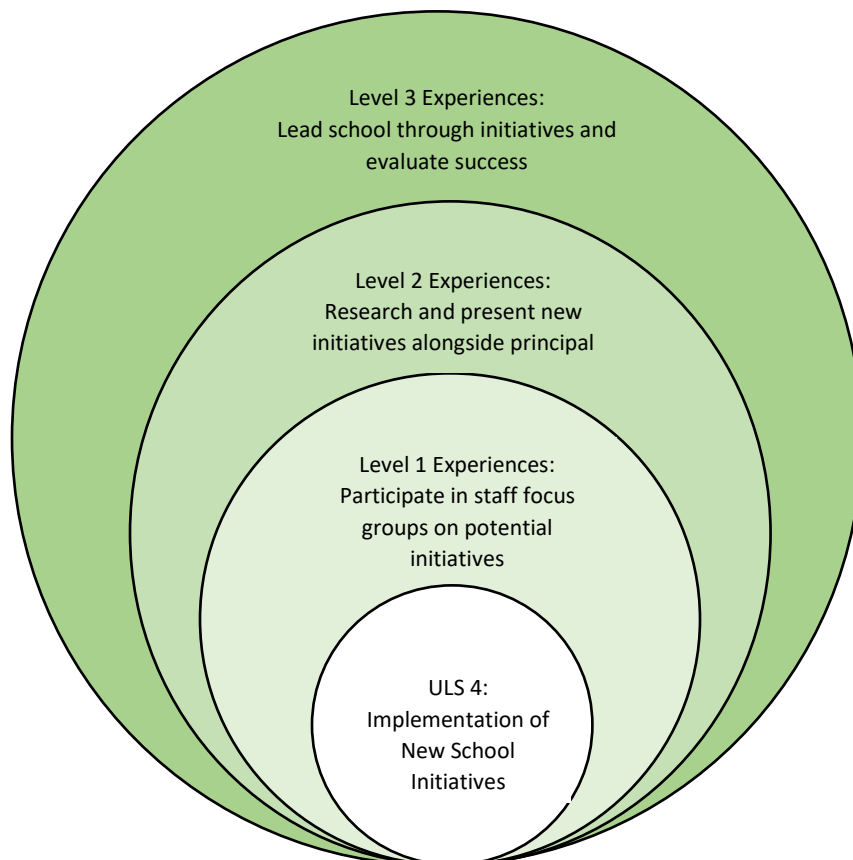 Level 3 Experiences:
Lead school through initiatives and
evaluate success
Level 2 Experiences:
Research and present new
initiatives alongside principal
Level 1 Experiences:
Participate in staff focus
groups on potential
initiatives
ULS 4:
Implementation of
New School
Initiatives